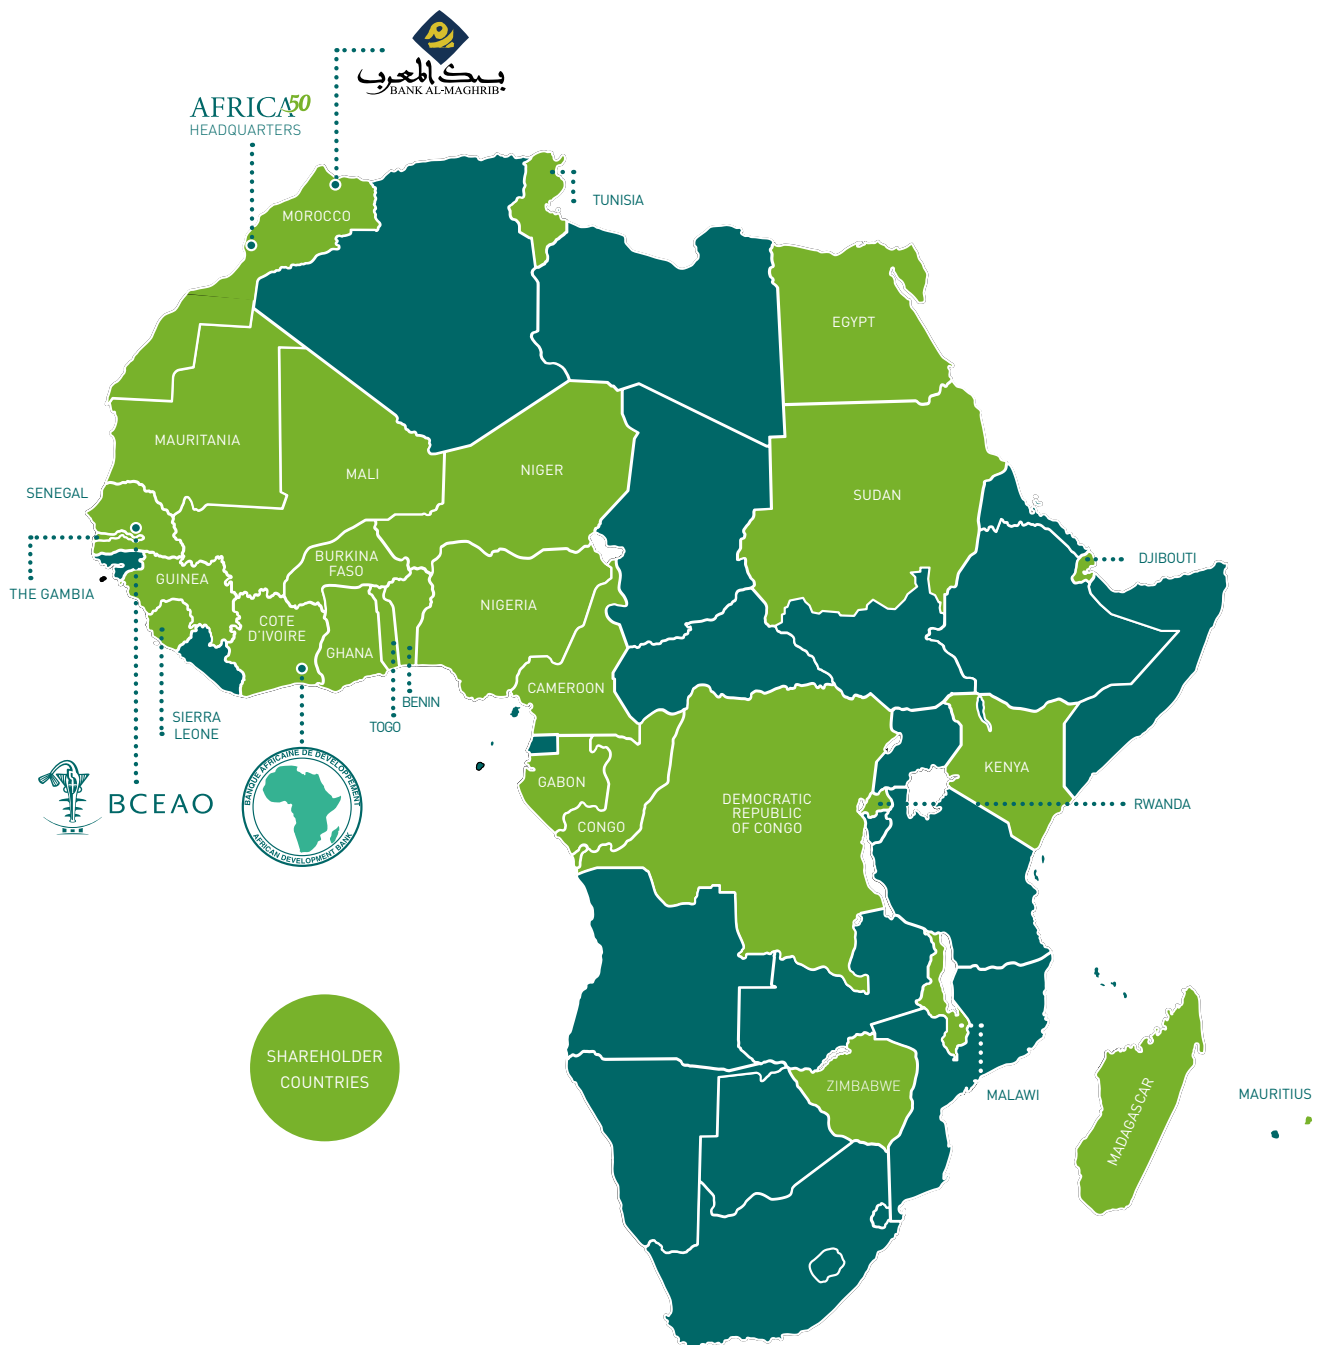 بنك المغرب
BANK AL-MAGHRIB
AFRICA50
HEADQUARTERS
TUNISIA
MOROCCO
EGYPT
MAURITANIA
MALI
NIGER
SENEGAL
SUDAN
DJIBOUTI
THE GAMBIA
GUINEA
BURKINA
FASO
NIGERIA
COTE
D'IVOIRE
GHANA
CAMEROON
BENIN
TOGO
SIERRA
LEONE
BCEAO
BANQUE AFRICAINE DE DEVELOPPEMENT
AFRICAN DEVELOPMENT BANK
GABON
CONGO
DEMOCRATIC
REPUBLIC
OF CONGO
KENYA
RWANDA
SHAREHOLDER
COUNTRIES
ZIMBABWE
MALAWI
MADAGASCAR
MAURITIUS